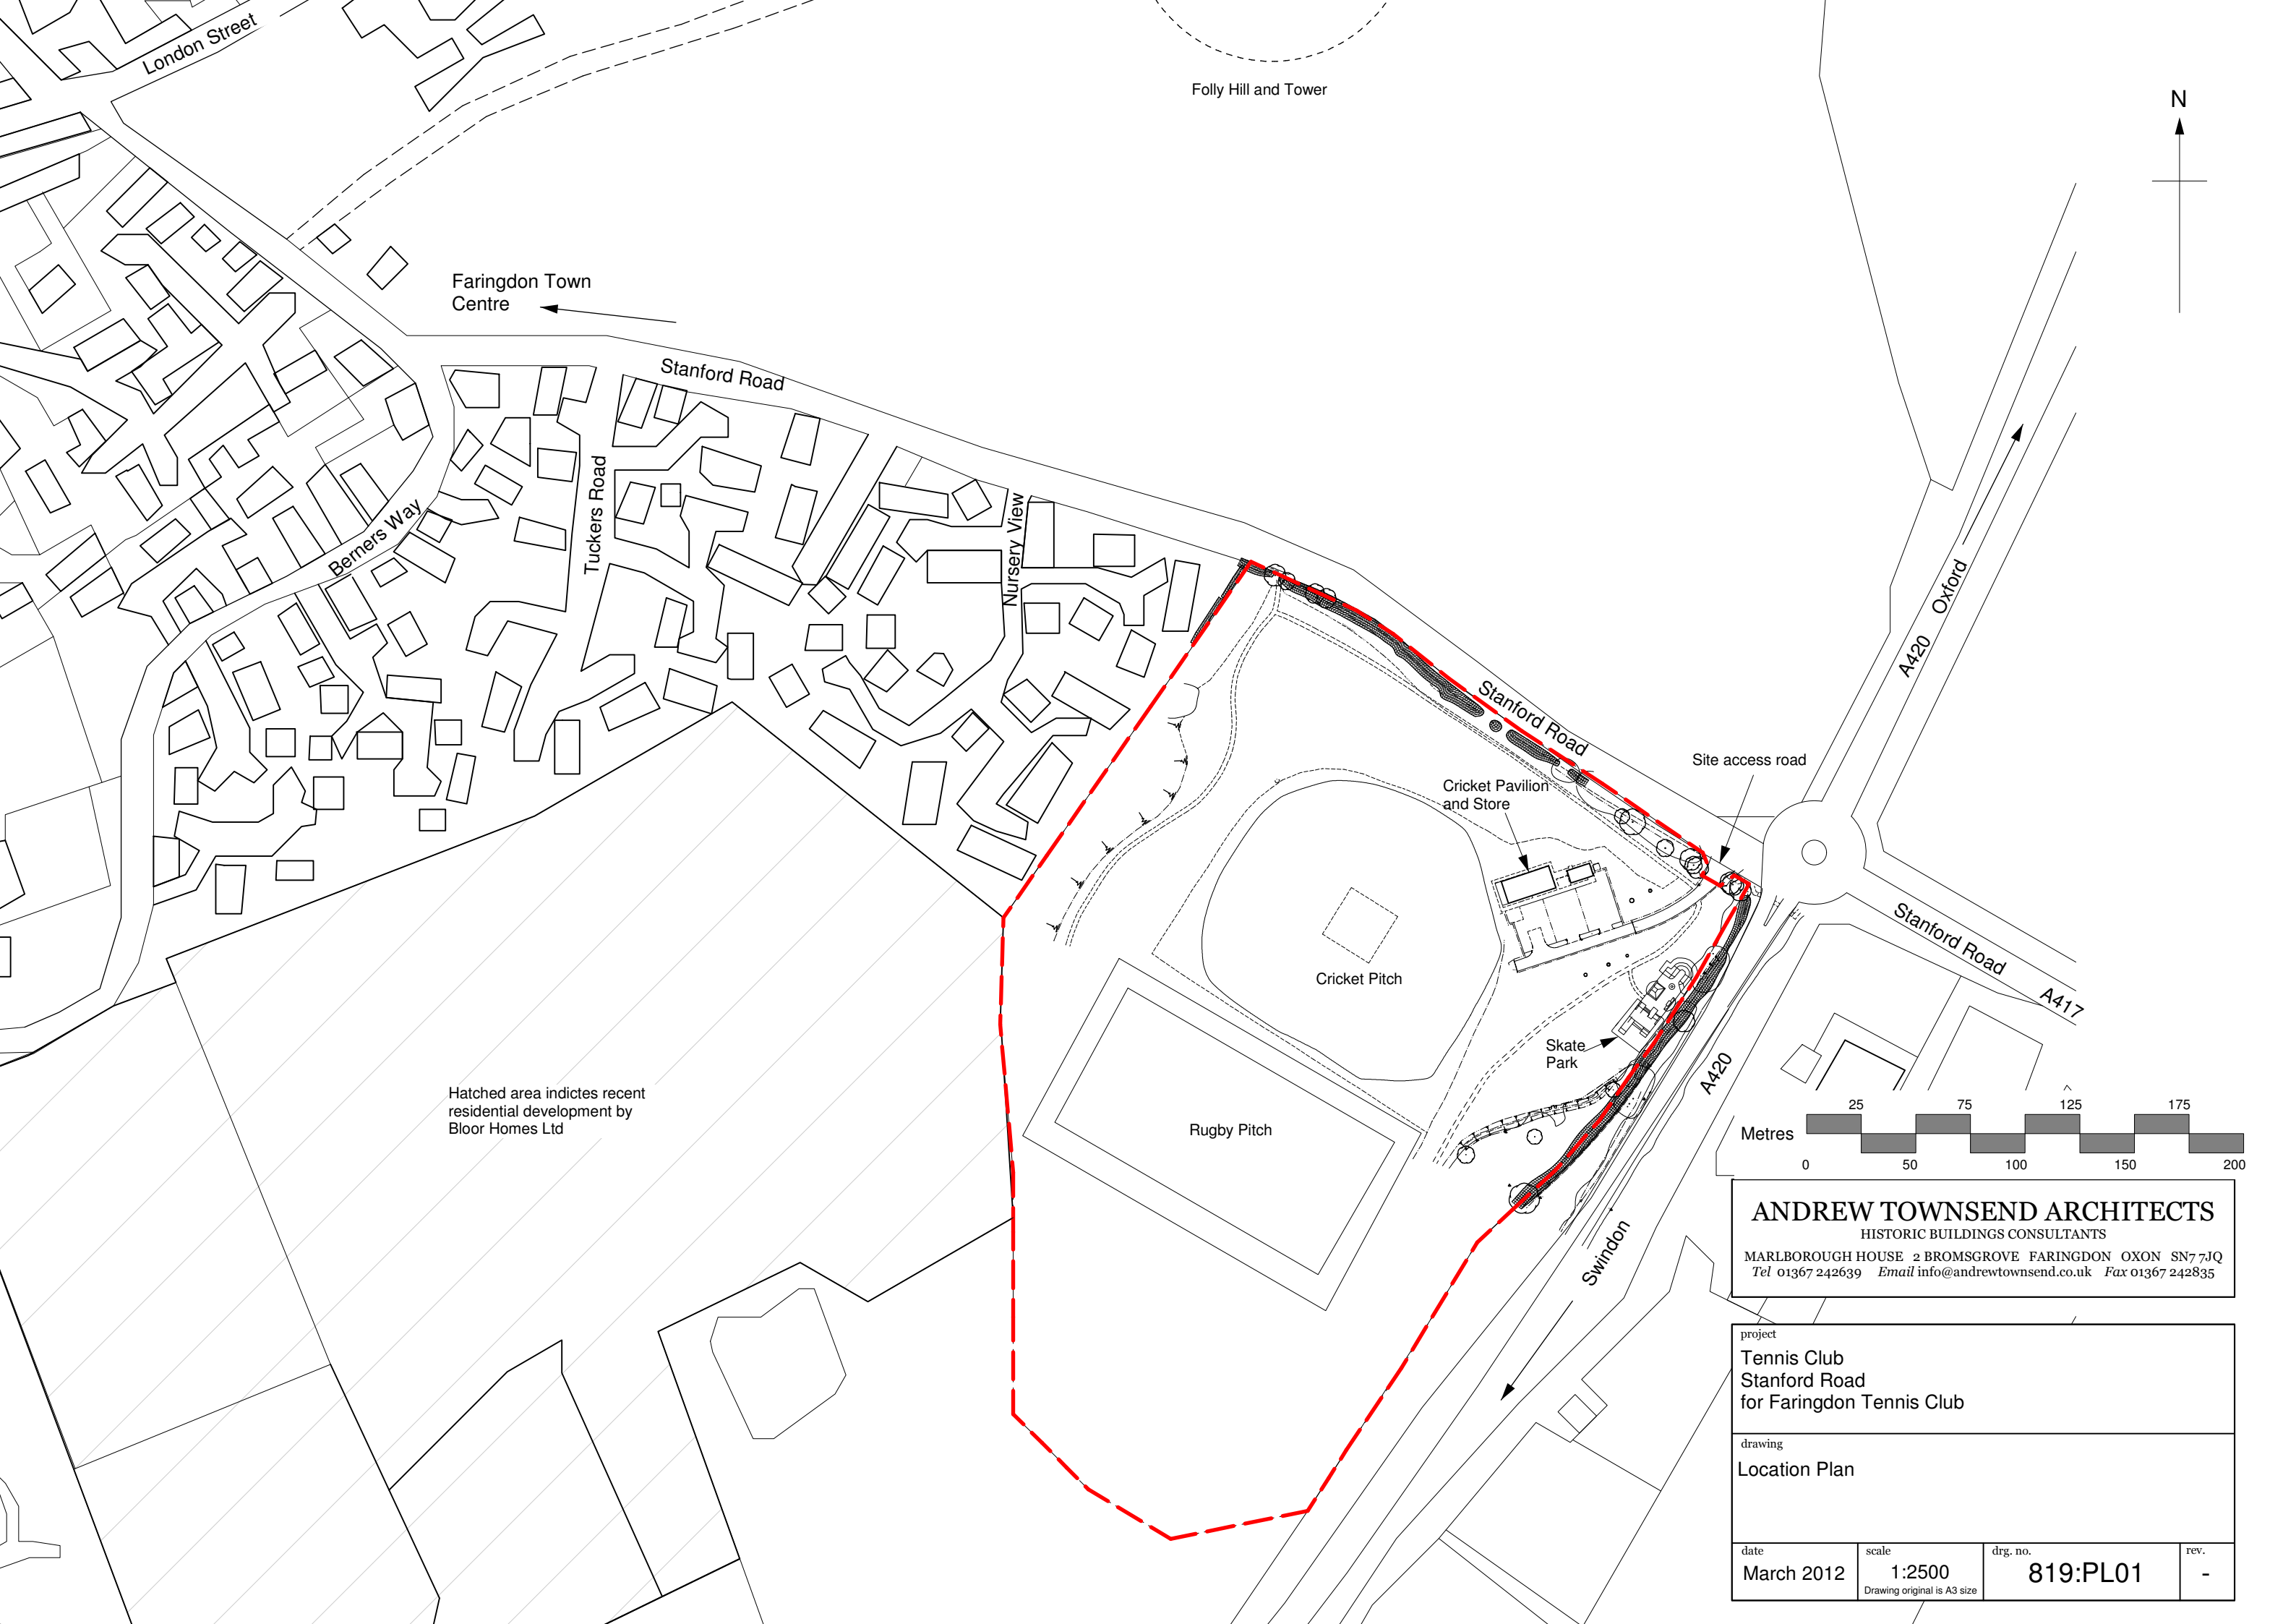 London Street
Folly Hill and Tower
N
Faringdon Town
Centre
Stanford Road
Tuckers Road
Berners Way
Nursery View
A420 Oxford
Stanford Road
Site access road
Cricket Pavilion
and Store
Stanford Road
A417
Cricket Pitch
Skate
Park
A420
Hatched area indictes recent
residential development by
Bloor Homes Ltd
Rugby Pitch
Swindon
25 75 125 175
Metres
0 50 100 150 200
ANDREW TOWNSEND ARCHITECTS
HISTORIC BUILDINGS CONSULTANTS
MARLBOROUGH HOUSE 2 BROMSGROVE FARINGDON OXON SN7 7JQ
Tel 01367 242639 Email info@andrewtownsend.co.uk Fax 01367 242835
project
Tennis Club
Stanford Road
for Faringdon Tennis Club
drawing
Location Plan
date scale drg. no. rev.
March 2012 1:2500 819:PL01 -
Drawing original is A3 size